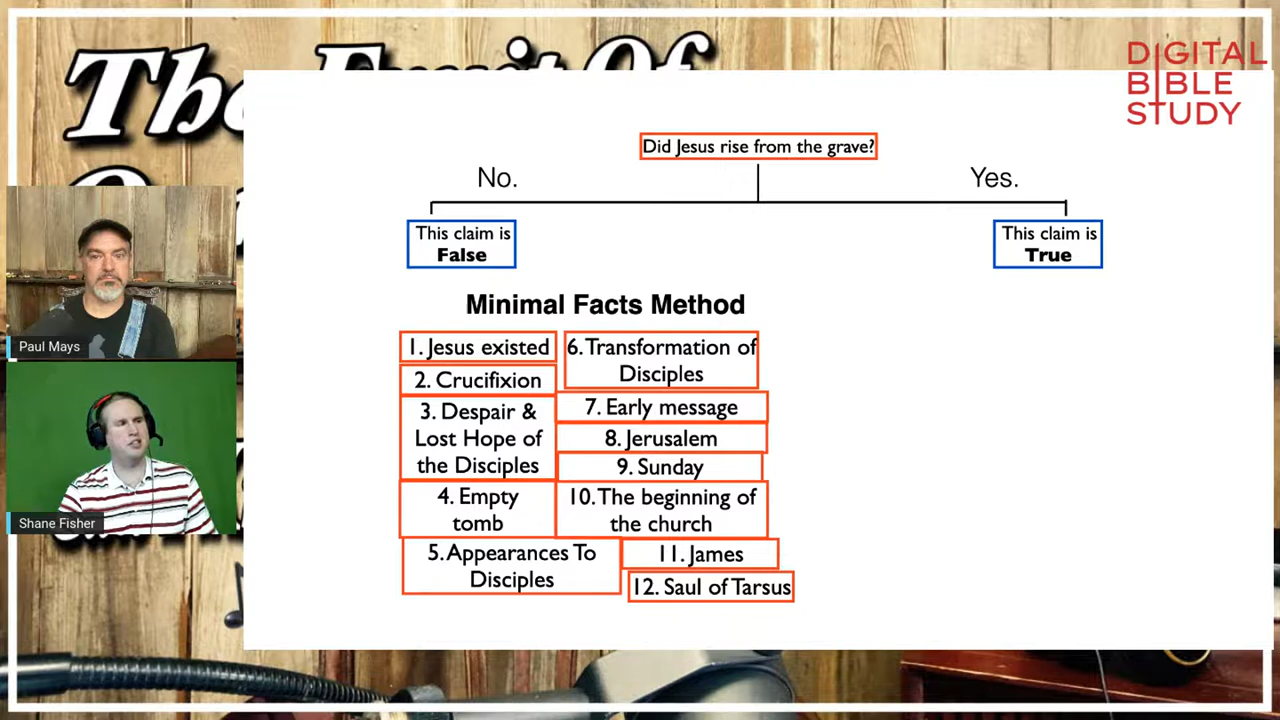 The Fruit Of
DIGITAL
BIBLE
STUDY
Did Jesus rise from the grave?
No.
Yes.
This claim is
False
This claim is
True
Minimal Facts Method
1. Jesus existed
2. Crucifixion
3. Despair &
Lost Hope of
the Disciples
4. Empty
tomb
5. Appearances To
Disciples
6. Transformation of
Disciples
7. Early message
8. Jerusalem
9. Sunday
10. The beginning of
the church
11. James
12. Saul of Tarsus
Paul Mays
Shane Fisher